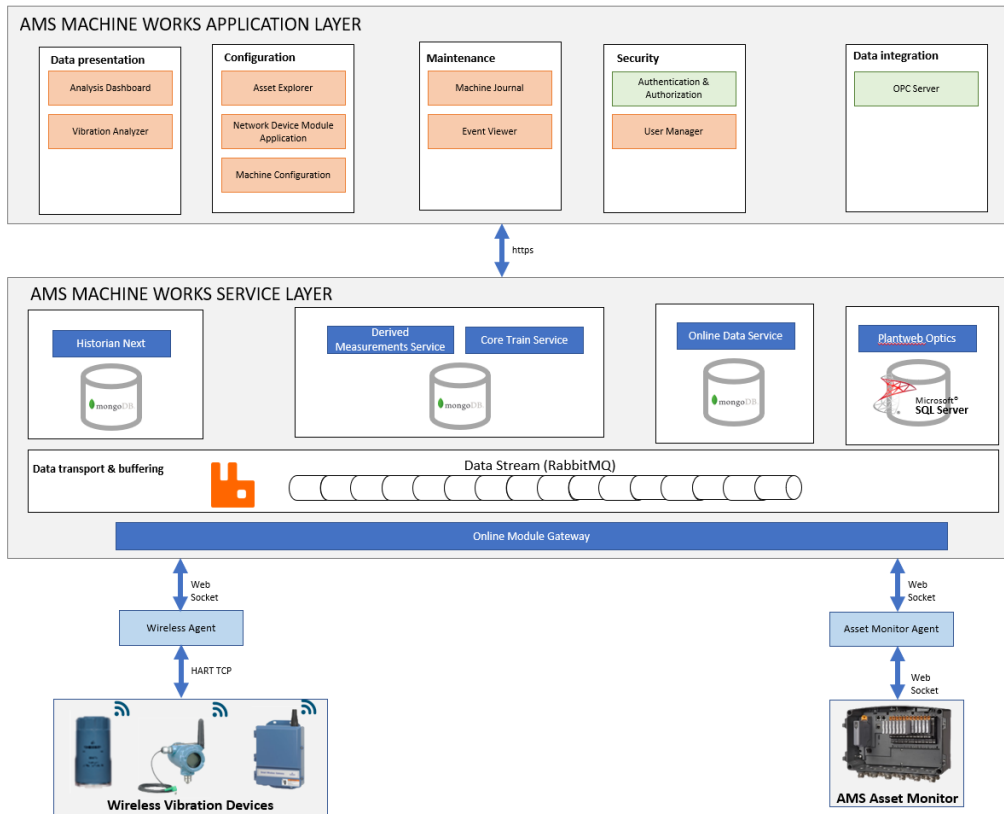 AMS MACHINE WORKS APPLICATION LAYER
Data presentation
Analysis Dashboard
Vibration Analyzer
Configuration
Asset Explorer
Network Device Module
Application
Machine Configuration
Maintenance
Machine Journal
Event Viewer
Security
Authentication &
Authorization
User Manager
Data integration
OPC Server
https
AMS MACHINE WORKS SERVICE LAYER
Historian Next
mongoDB
Derived
Measurements Service
Core Train Service
mongoDB
Online Data Service
mongoDB
Plantweb Optics
Microsoft®
SQL Server
Data transport & buffering
Data Stream (RabbitMQ)
Online Module Gateway
Web
Socket
Wireless Agent
HART TCP
Wireless Vibration Devices
Web
Socket
Asset Monitor Agent
Web
Socket
AMS Asset Monitor